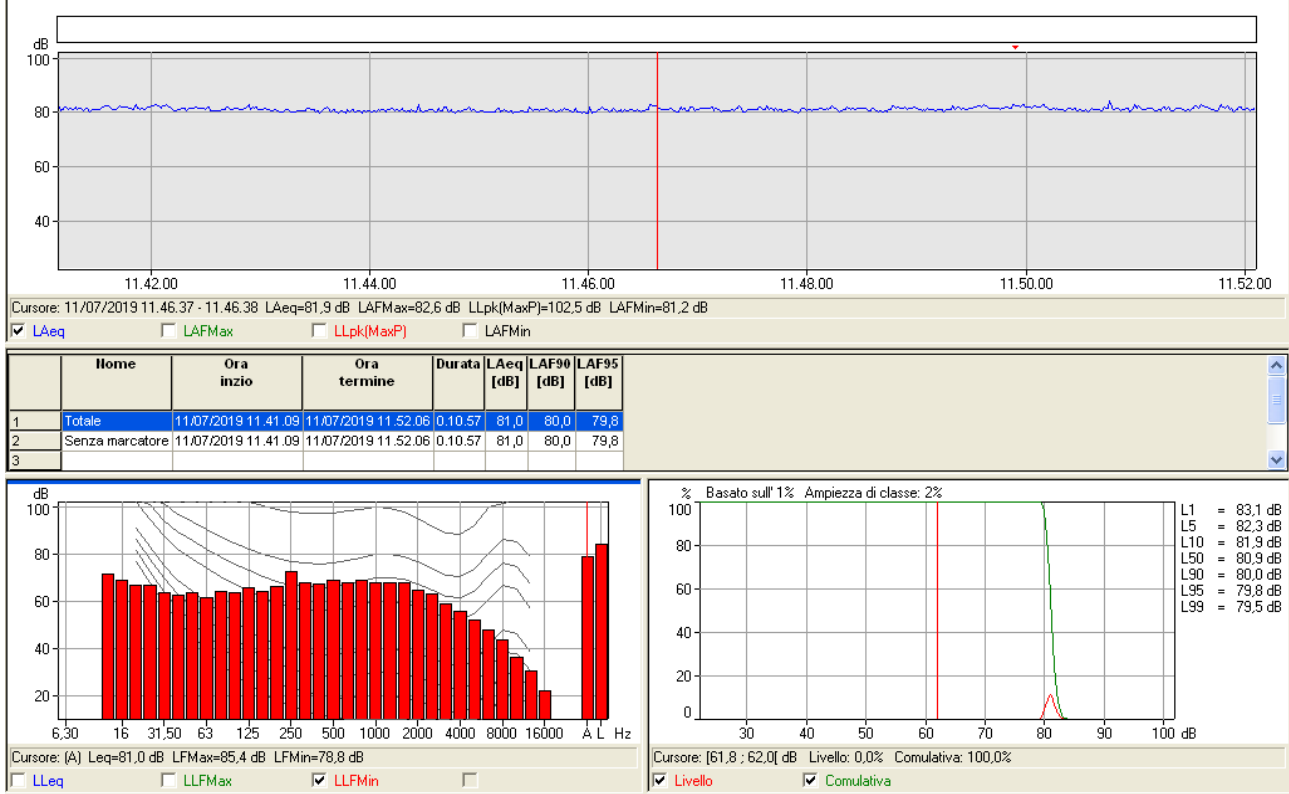 dB
100
80
60
40
11.42.00 11.44.00 11.46.00 11.48.00 11.50.00 11.52.00
Cursore: 11/07/2019 11.46.37 - 11.46.38 LAeq=81,9 dB LAFMax=82,6 dB LLpk(MaxP)=102,5 dB LAFMin=81,2 dB
LAeq LAFMax LLpk(MaxP) LAFMin
Nome Ora inzio Ora termine Durata LAeq [dB] LAF90 [dB] LAF95 [dB]
1 Totale 11/07/2019 11.41.09 11/07/2019 11.52.06 0.10.57 81,0 80,0 79,8
2 Senza marcatore 11/07/2019 11.41.09 11/07/2019 11.52.06 0.10.57 81,0 80,0 79,8
3
dB
100
80
60
40
20
6,30 16 31,50 63 125 250 500 1000 2000 4000 8000 16000 A L Hz
Cursore: (A) Leq=81,0 dB LFMax=85,4 dB LFMin=78,8 dB
LLeq LLFMax LLFMin
% Basato sull' 1% Ampiezza di classe: 2%
100
80
60
40
20
0
30 40 50 60 70 80 90 100 dB
L1 = 83,1 dB
L5 = 82,3 dB
L10 = 81,9 dB
L50 = 80,9 dB
L90 = 80,0 dB
L95 = 79,8 dB
L99 = 79,5 dB
Cursore: [61,8 ; 62,0[ dB Livello: 0,0% Comulativa: 100,0%
Livello Comulativa